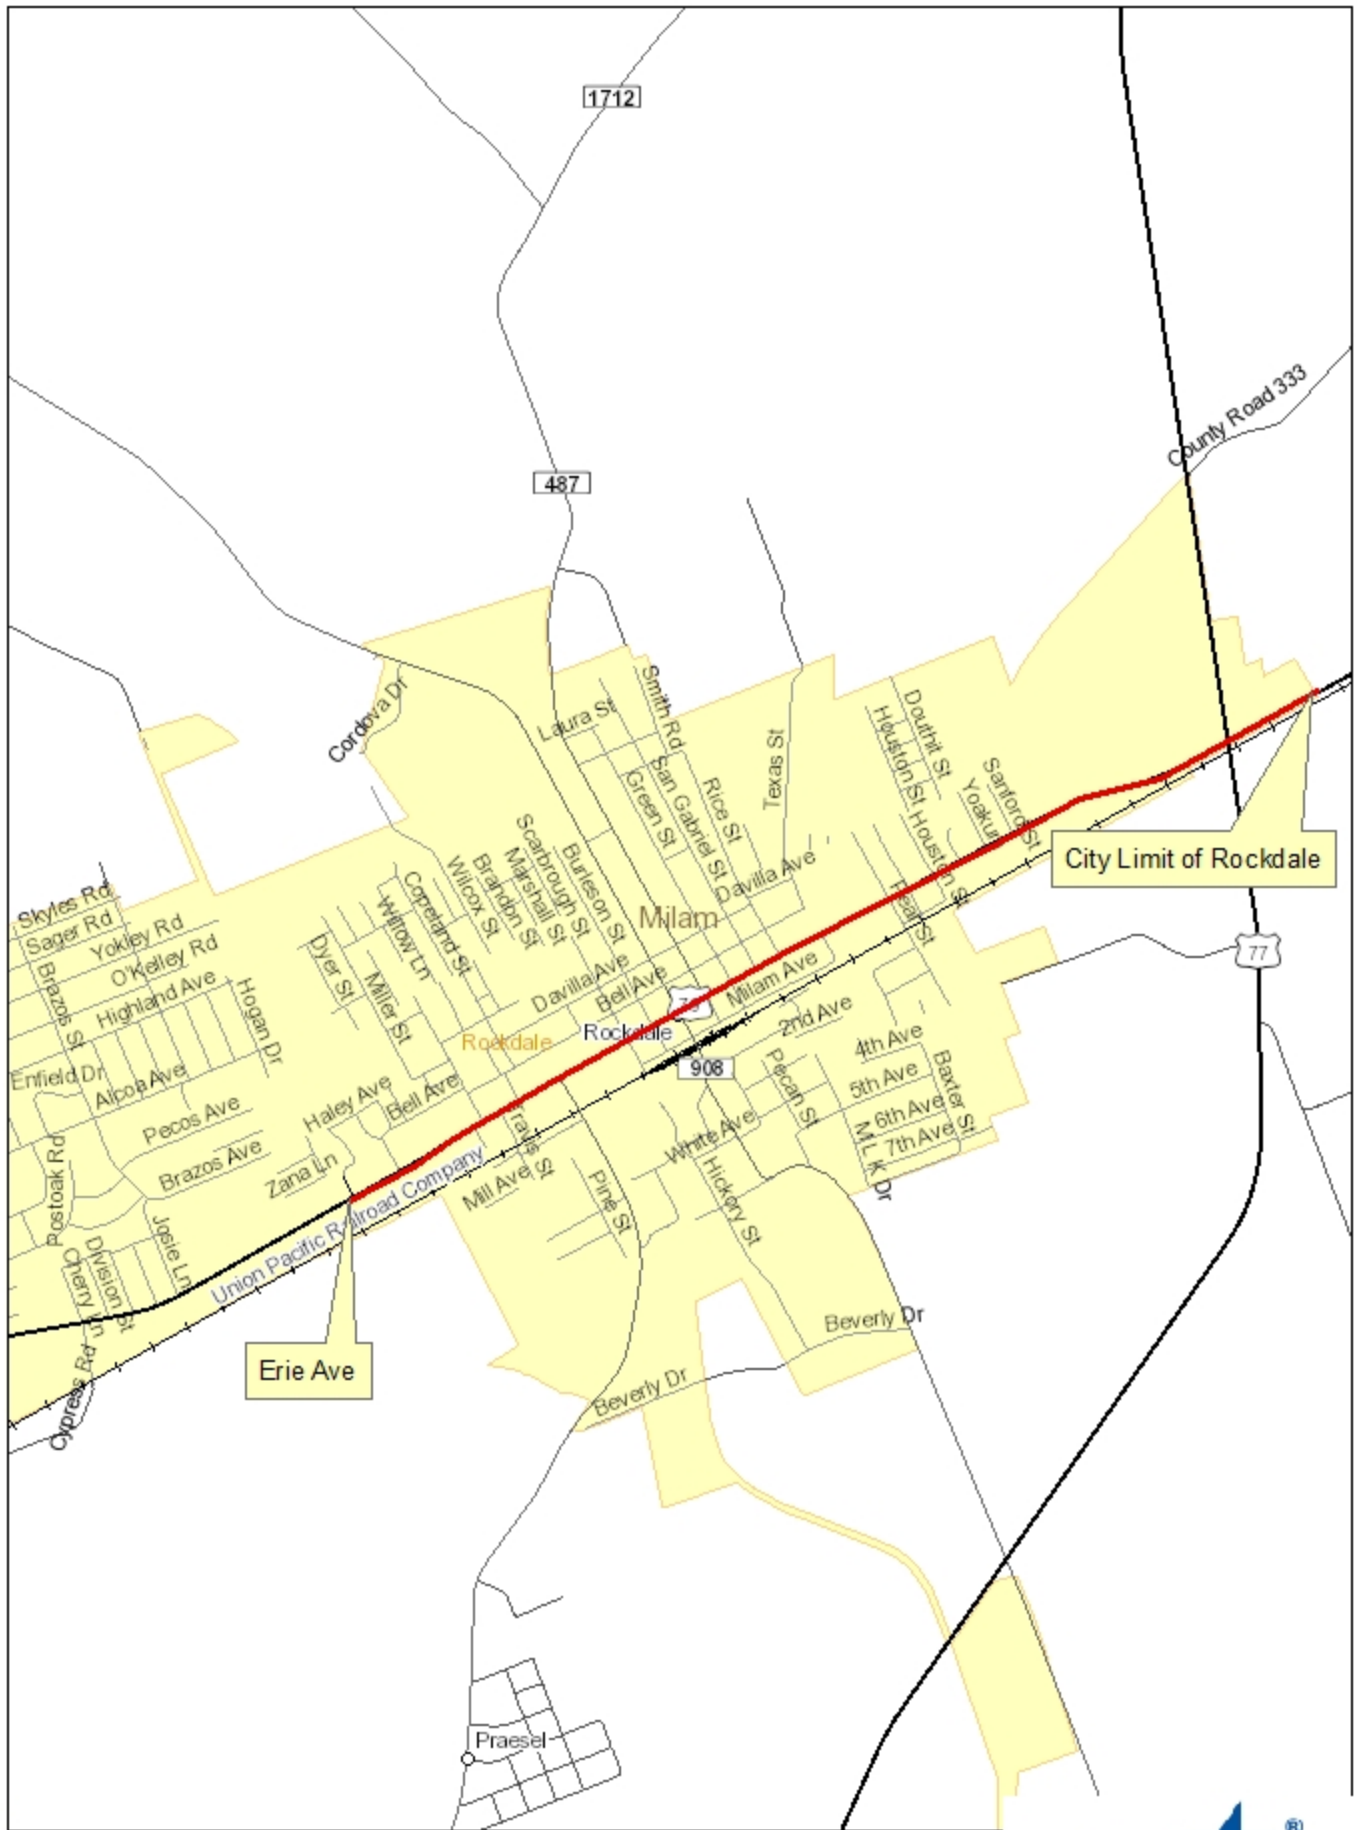 1712
County Road 333
487
Smith Rd
Cordova Dr
Laura St
Douthit St
Houston St
Texas St
Sanford St
San Gabriel St
Rice St
Green St
Scarbrough St
Burleson St
Marshall St
Brandon St
Wilcox St
Houston St
City Limit of Rockdale
Davilla Ave
Copeland St
Willow Ln
Skyles Rd
Sager Rd
Yokley Rd
O'Kelley Rd
Milam
77
Dyer St
Miller St
Brazos St
Highland Ave
Hogan Dr
Davilla Ave
Bell Ave
Milam Ave
2nd Ave
Rockdale
Rockdale
908
4th Ave
Enfield Dr
Alcoa Ave
Haley Ave
Bell Ave
Pecan St
5th Ave
Baxter St
Pecos Ave
6th Ave
7th Ave
M L K Dr
White Ave
Travis St
Brazos Ave
Zana Ln
Mill Ave
Pine St
Hickory St
Postoak Rd
Josie Ln
Union Pacific Railroad Company
Division St
Cherry Ln
Cypress Rd
Erie Ave
Beverly Dr
Beverly Dr
Praesel
®